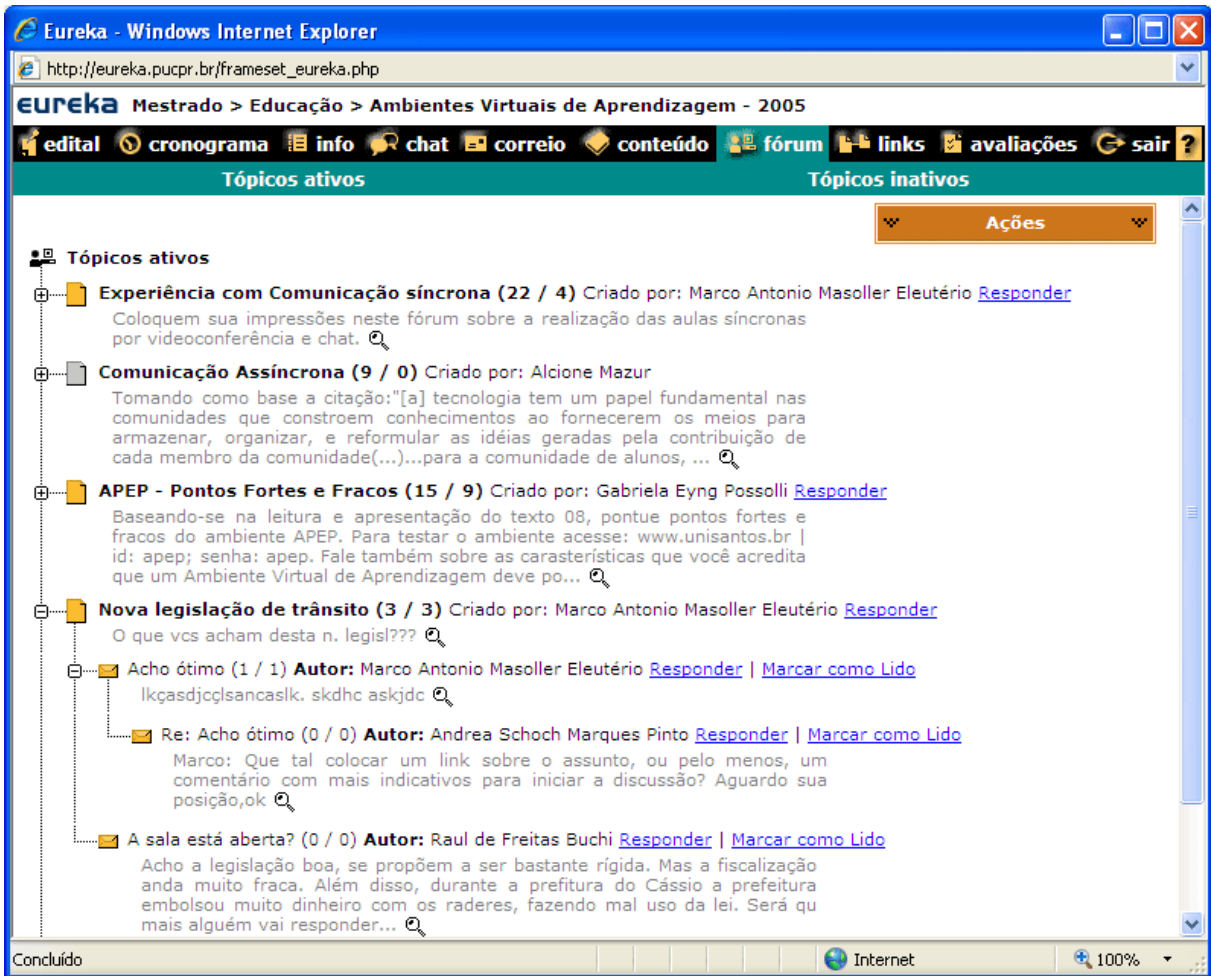 Eureka - Windows Internet Explorer
http://eureka.pucpr.br/frameset_eureka.php
eureka Mestrado > Educação > Ambientes Virtuais de Aprendizagem - 2005
edital cronograma info chat correio conteúdo fórum links avaliações sair ?
Tópicos ativos Tópicos inativos
Ações
Tópicos ativos
Experiência com Comunicação síncrona (22 / 4) Criado por: Marco Antonio Masoller Eleutério Responder
Coloquem sua impressões neste fórum sobre a realização das aulas síncronas
por videoconferência e chat.
Comunicação Assíncrona (9 / 0) Criado por: Alcione Mazur
Tomando como base a citação:"[a] tecnologia tem um papel fundamental nas
comunidades que constroem conhecimentos ao fornecerem os meios para
armazenar, organizar, e reformular as idéias geradas pela contribuição de
cada membro da comunidade(...)...para a comunidade de alunos, ...
APEP - Pontos Fortes e Fracos (15 / 9) Criado por: Gabriela Eyng Possolli Responder
Baseando-se na leitura e apresentação do texto 08, pontue pontos fortes e
fracos do ambiente APEP. Para testar o ambiente acesse: www.unisantos.br |
id: apep; senha: apep. Fale também sobre as carasterísticas que você acredita
que um Ambiente Virtual de Aprendizagem deve po...
Nova legislação de trânsito (3 / 3) Criado por: Marco Antonio Masoller Eleutério Responder
O que vcs acham desta n. legisl???
Acho ótimo (1 / 1) Autor: Marco Antonio Masoller Eleutério Responder | Marcar como Lido
lkçasdjcçlsancaslk. skdhc askjdc
Re: Acho ótimo (0 / 0) Autor: Andrea Schoch Marques Pinto Responder | Marcar como Lido
Marco: Que tal colocar um link sobre o assunto, ou pelo menos, um
comentário com mais indicativos para iniciar a discussão? Aguardo sua
posição,ok
A sala está aberta? (0 / 0) Autor: Raul de Freitas Buchi Responder | Marcar como Lido
Acho a legislação boa, se propõem a ser bastante rígida. Mas a fiscalização
anda muito fraca. Além disso, durante a prefitura do Cássio a prefeitura
embolsou muito dinheiro com os raderes, fazendo mal uso da lei. Será qu
mais alguém vai responder...
Concluído Internet 100%